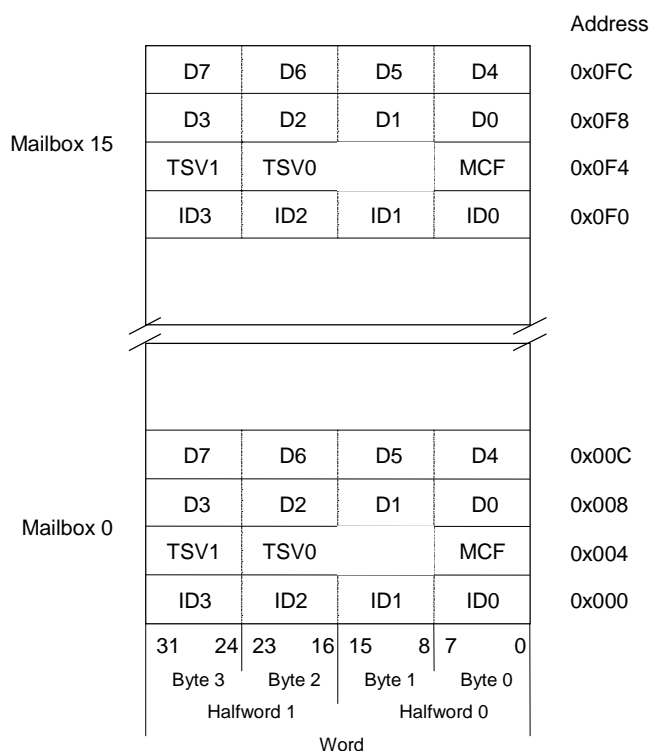 Address
D7 D6 D5 D4 0x0FC
D3 D2 D1 D0 0x0F8
Mailbox 15
TSV1 TSV0 MCF 0x0F4
ID3 ID2 ID1 ID0 0x0F0
D7 D6 D5 D4 0x00C
D3 D2 D1 D0 0x008
Mailbox 0
TSV1 TSV0 MCF 0x004
ID3 ID2 ID1 ID0 0x000
31 24 23 16 15 8 7 0
Byte 3 Byte 2 Byte 1 Byte 0
Halfword 1 Halfword 0
Word